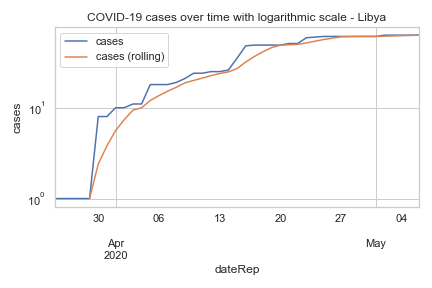 COVID-19 cases over time with logarithmic scale - Libya
cases
cases (rolling)
10¹
10⁰
cases
30 06 13 20 27 04
Apr May
2020
dateRep